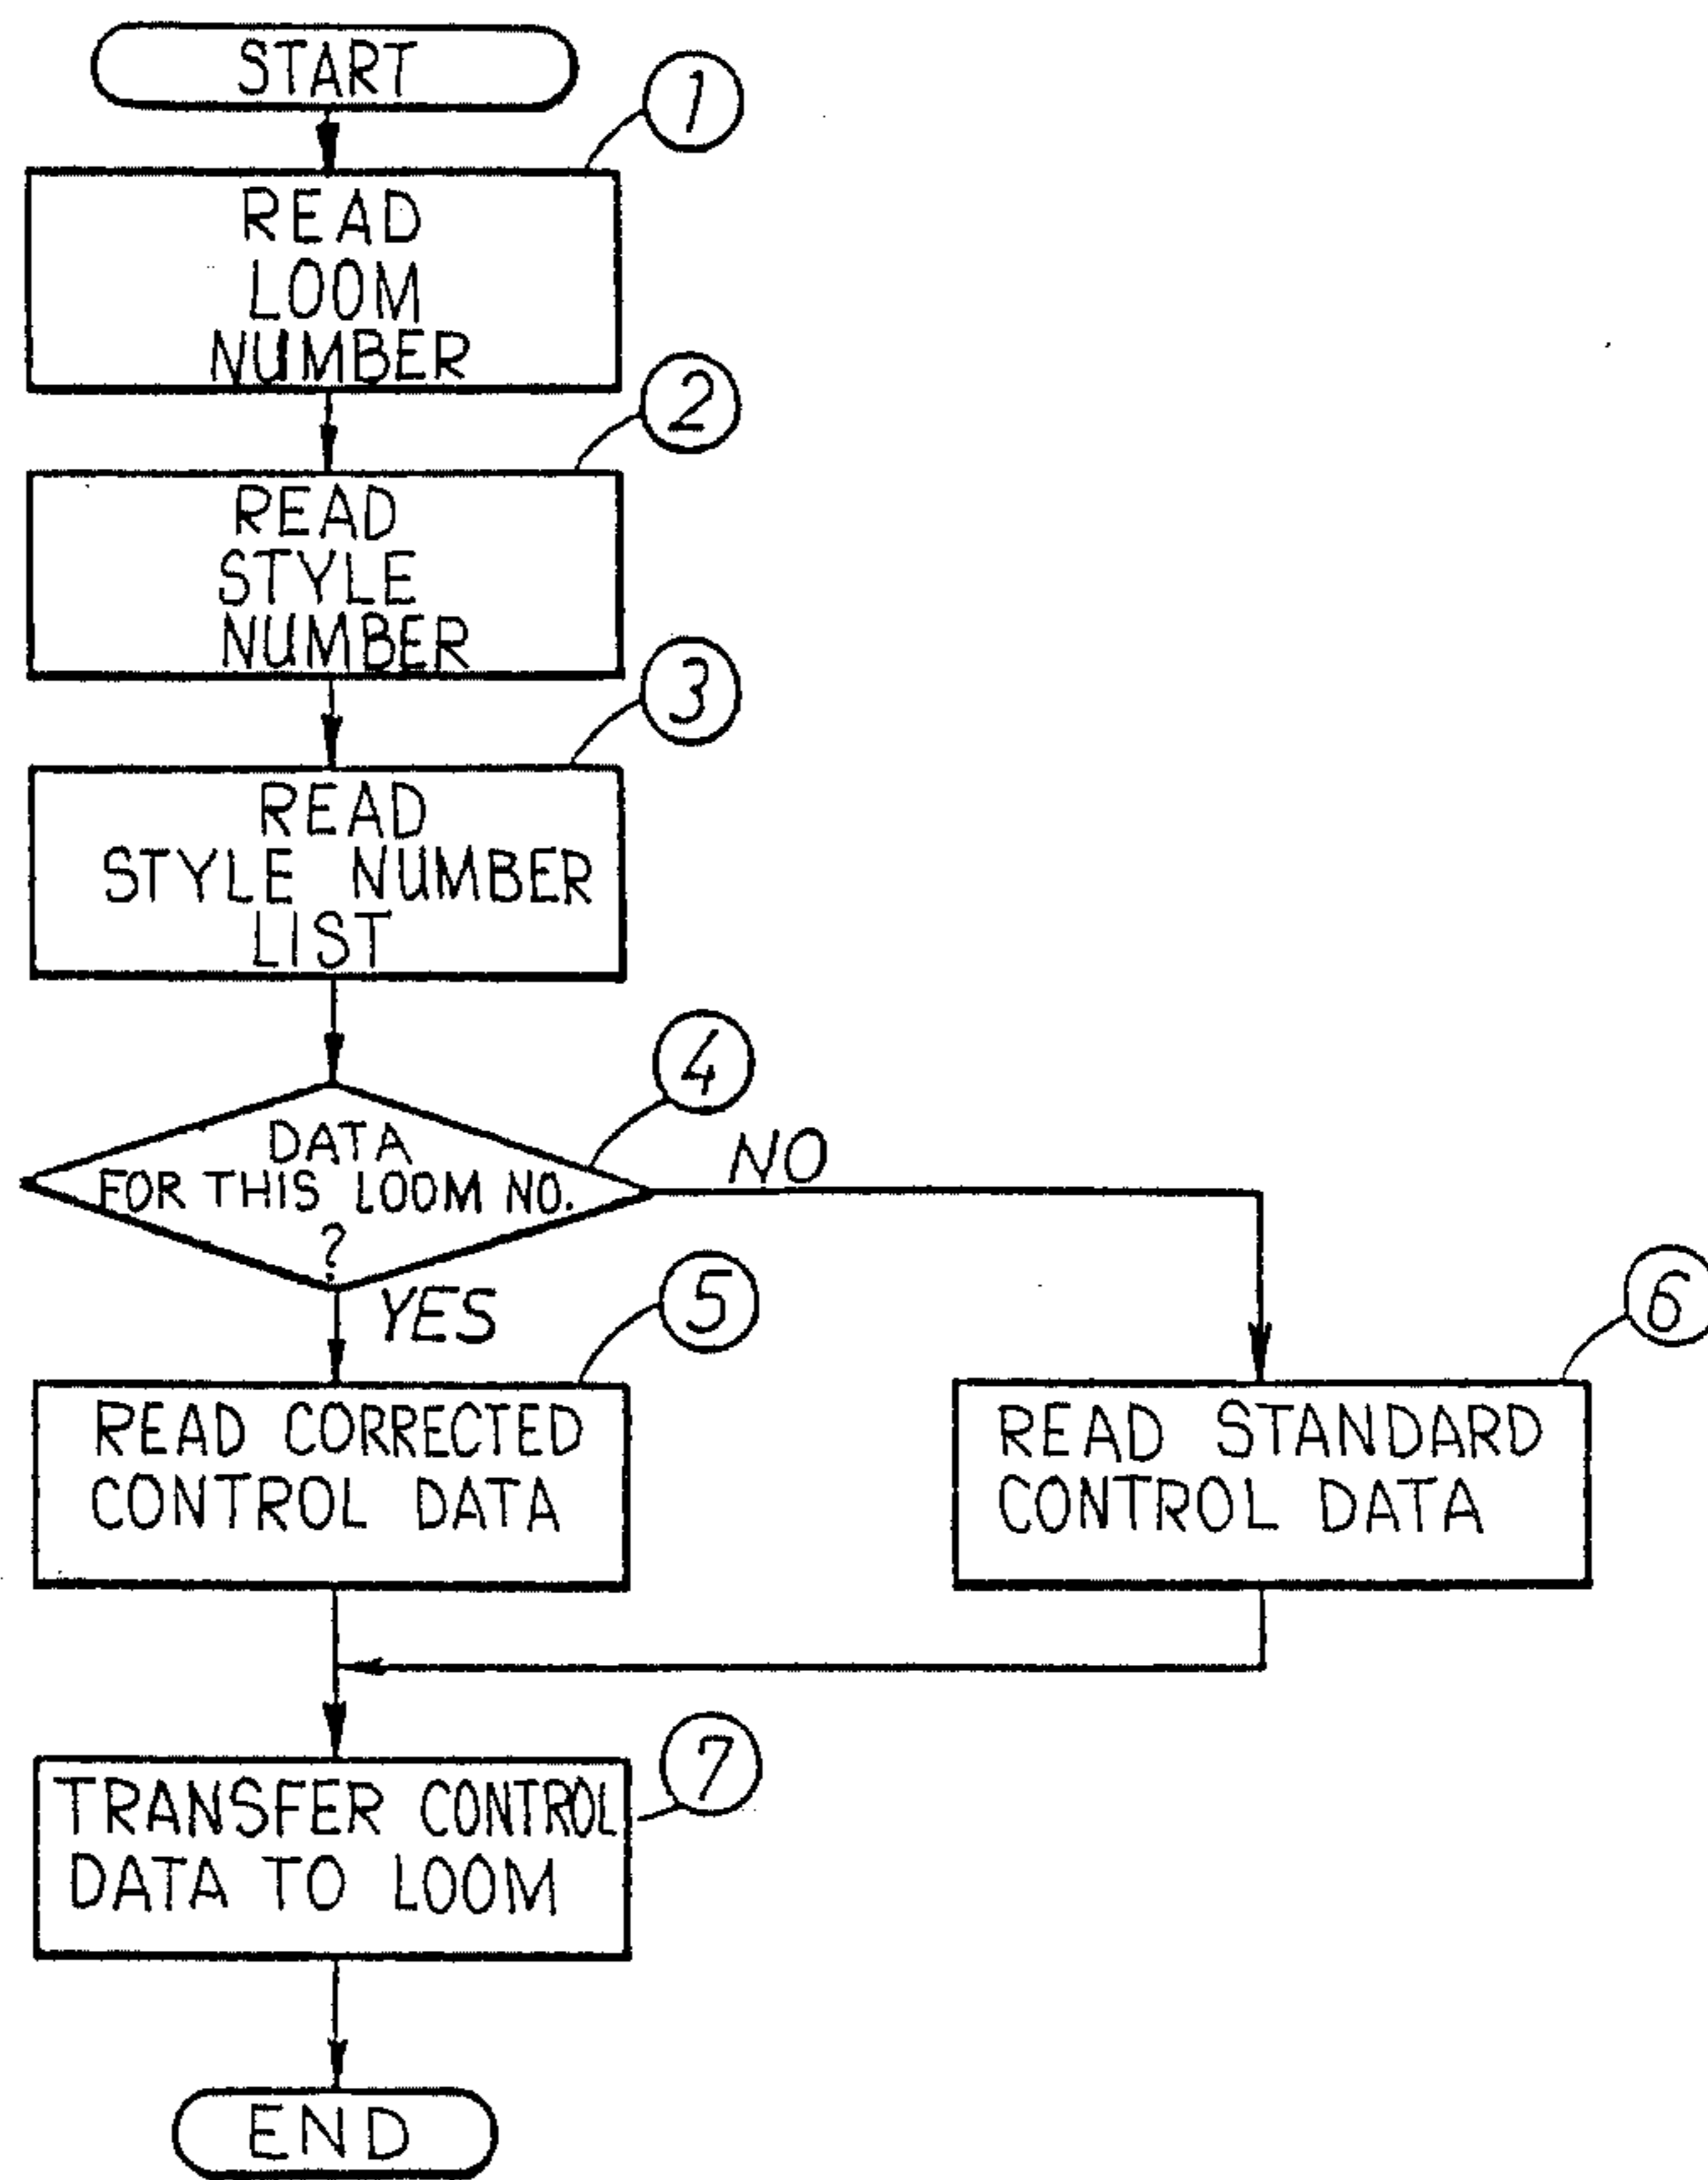 START
1
READ
LOOM
NUMBER
2
READ
STYLE
NUMBER
3
READ
STYLE NUMBER
LIST
4
DATA
FOR THIS LOOM NO.
?
NO
YES
5
READ CORRECTED
CONTROL DATA
6
READ STANDARD
CONTROL DATA
7
TRANSFER CONTROL
DATA TO LOOM
END